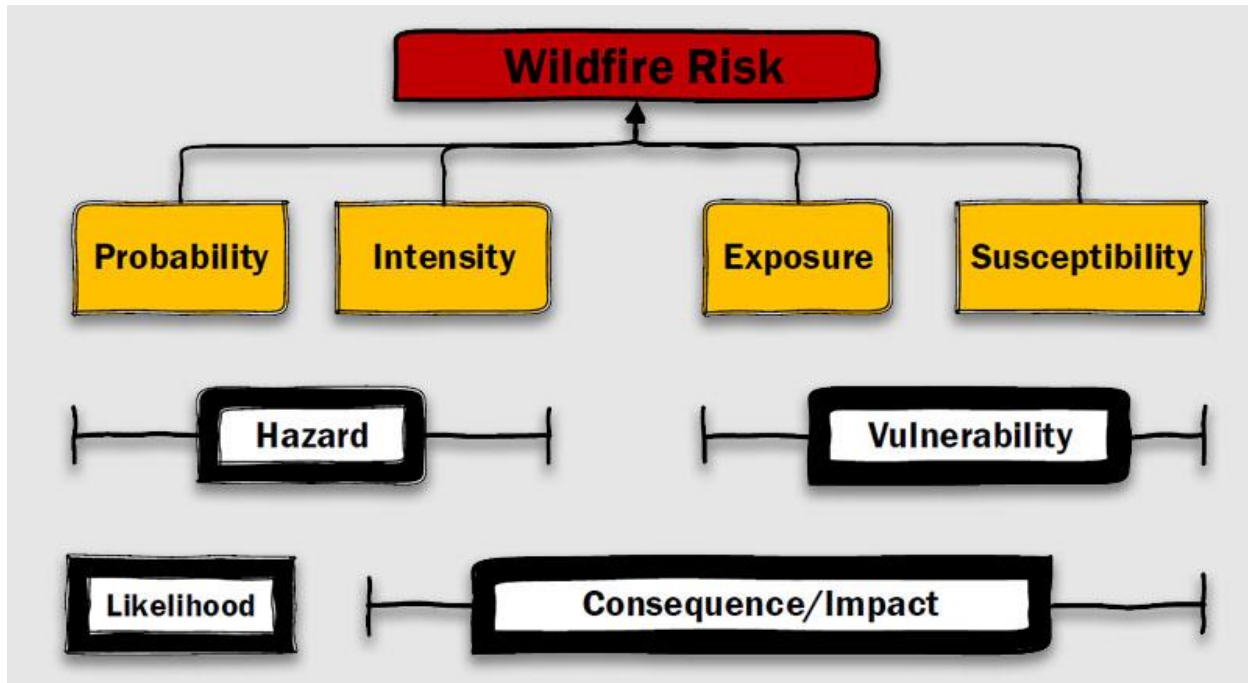 Wildfire Risk
Probability
Intensity
Exposure
Susceptibility
Hazard
Vulnerability
Likelihood
Consequence/Impact